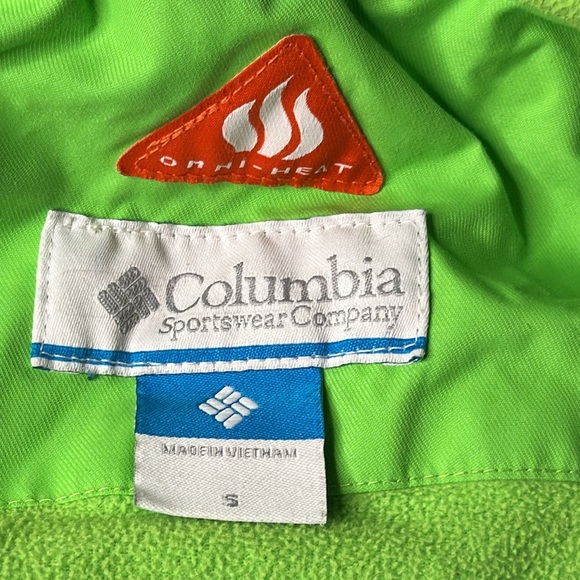 OMNI-HEAT
Columbia
Sportswear Company
MADE IN VIETNAM
S